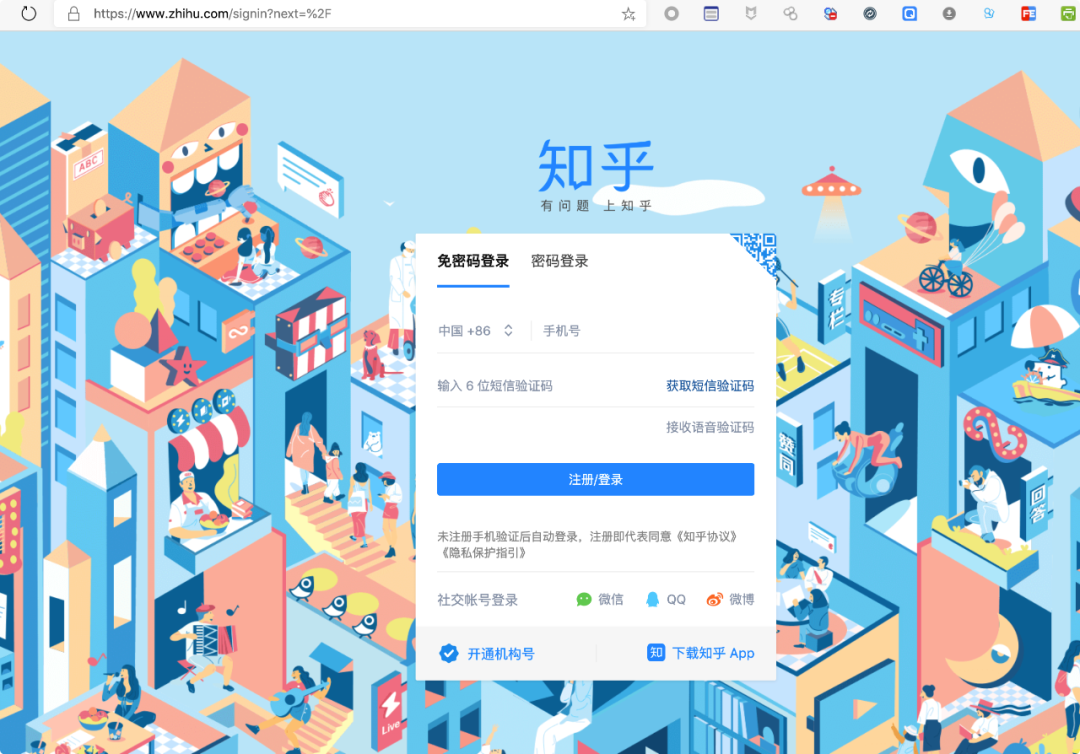 https://www.zhihu.com/signin?next=%2F
FE
知乎
有问题 上知乎
ABC
免密码登录 密码登录
专栏
中国 +86 手机号
输入 6 位短信验证码 获取短信验证码
接收语音验证码
赞同
注册/登录
回答
未注册手机验证后自动登录，注册即代表同意《知乎协议》
《隐私保护指引》
社交帐号登录 微信 QQ 微博
开通机构号 知 下载知乎 App
Live